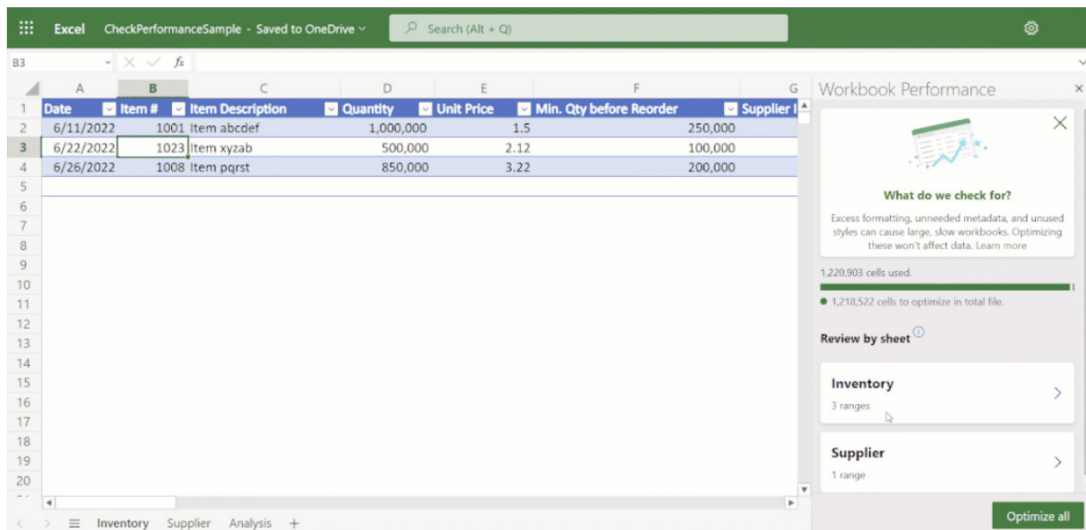 Excel CheckPerformanceSample - Saved to OneDrive Search (Alt + Q)
B3 fx
A B C D E F G
1 Date Item # Item Description Quantity Unit Price Min. Qty before Reorder Supplier I
2 6/11/2022 1001 Item abcdef 1,000,000 1.5 250,000
3 6/22/2022 1023 Item xyzab 500,000 2.12 100,000
4 6/26/2022 1008 Item pqrst 850,000 3.22 200,000
5
6
7
8
9
10
11
12
13
14
15
16
17
18
19
20
Inventory Supplier Analysis
Workbook Performance
What do we check for?
Excess formatting, unneeded metadata, and unused
styles can cause large, slow workbooks. Optimizing
these won't affect data. Learn more
1,220,903 cells used.
1,218,522 cells to optimize in total file.
Review by sheet
Inventory
3 ranges
Supplier
1 range
Optimize all